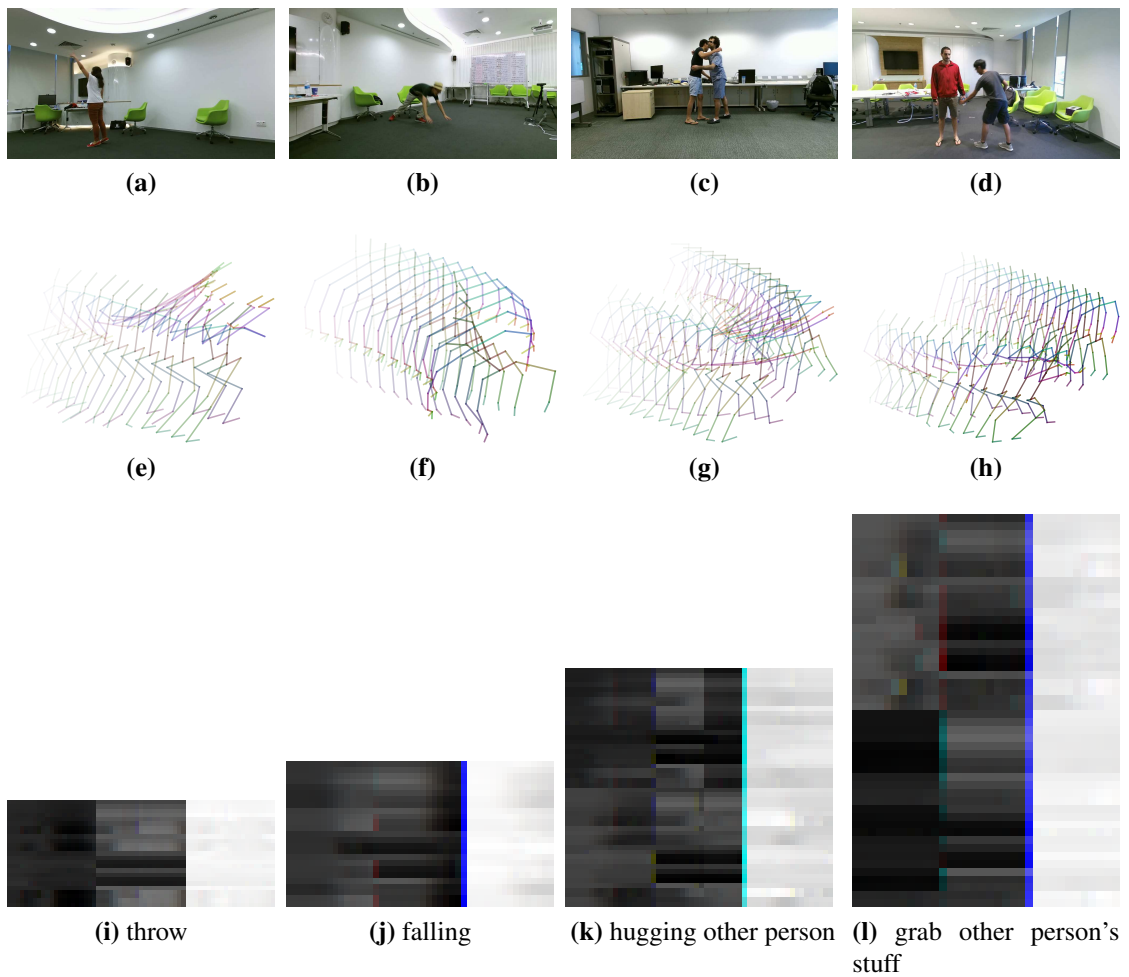 (a)
(b)
(c)
(d)
(e)
(f)
(g)
(h)
(i) throw
(j) falling
(k) hugging other person
(l) grab other person's
stuff